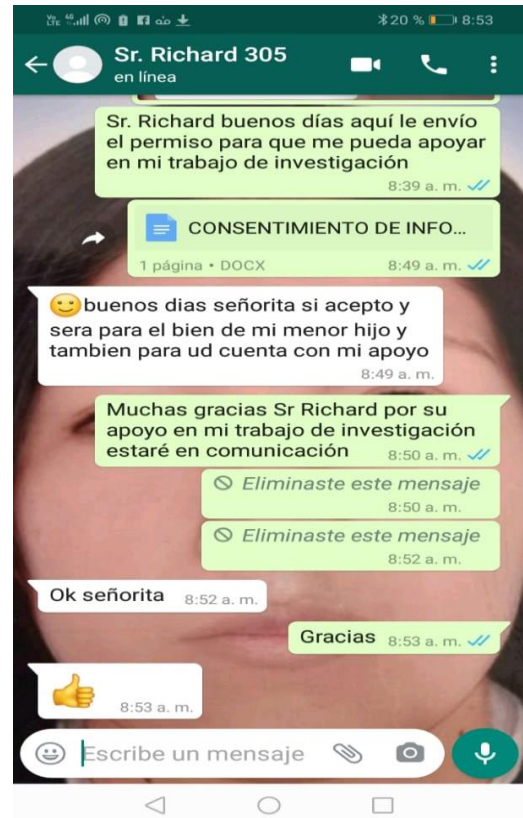 20 % 8:53
Sr. Richard 305
en línea
Sr. Richard buenos días aquí le envío
el permiso para que me pueda apoyar
en mi trabajo de investigación
8:39 a. m.
CONSENTIMIENTO DE INFO...
1 página • DOCX 8:49 a. m.
🙂buenos dias señorita si acepto y
sera para el bien de mi menor hijo y
tambien para ud cuenta con mi apoyo
8:49 a. m.
Muchas gracias Sr Richard por su
apoyo en mi trabajo de investigación
estaré en comunicación 8:50 a. m.
Eliminaste este mensaje
8:50 a. m.
Eliminaste este mensaje
8:52 a. m.
Ok señorita 8:52 a. m.
Gracias 8:53 a. m.
👍 8:53 a. m.
Escribe un mensaje